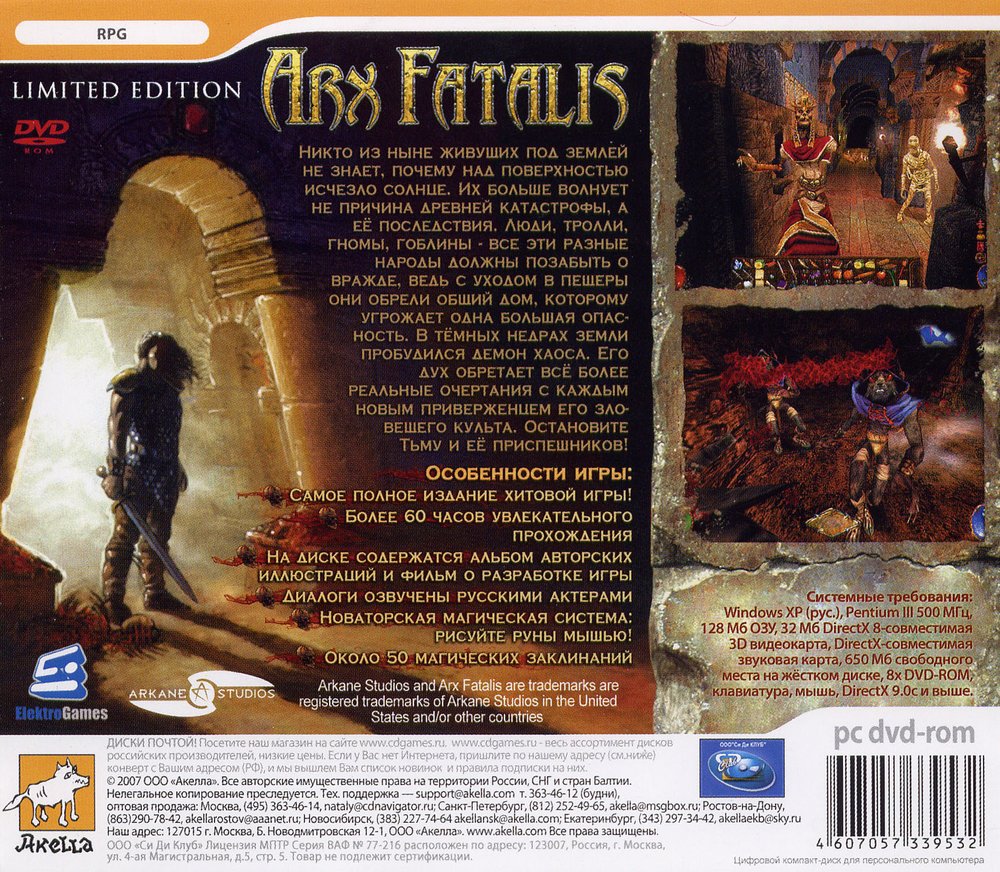 RPG
LIMITED EDITION
ARX FATALIS
DVD
ROM
Никто из ныне живущих под землёй
не знает, почему над поверхностью
исчезло солнце. Их больше волнует
не причина древней катастрофы, а
её последствия. Люди, тролли,
гномы, гоблины - все эти разные
народы должны позабыть о
вражде, ведь с уходом в пещеры
они обрели общий дом, которому
угрожает одна большая опас-
ность. В тёмных недрах земли
пробудился демон хаоса. Его
дух обретает всё более
реальные очертания с каждым
новым приверженцем его зло-
вещего культа. Остановите
Тьму и её приспешников!
Особенности игры:
Самое полное издание хитовой игры!
Более 60 часов увлекательного
прохождения
На диске содержатся альбом авторских
иллюстраций и фильм о разработке игры
Диалоги озвучены русскими актерами
Новаторская магическая система:
рисуйте руны мышью!
Около 50 магических заклинаний
ElektroGames
ARKANE STUDIOS
Arkane Studios and Arx Fatalis are trademarks are
registered trademarks of Arkane Studios in the United
States and/or other countries
Системные требования:
Windows XP (рус.), Pentium III 500 МГц,
128 Мб ОЗУ, 32 Мб DirectX 8-совместимая
3D видеокарта, DirectX-совместимая
звуковая карта, 650 Мб свободного
места на жёстком диске, 8x DVD-ROM,
клавиатура, мышь, DirectX 9.0c и выше.
pc dvd-rom
ДИСКИ ПОЧТОЙ! Посетите наш магазин на сайте www.cdgames.ru. www.cdgames.ru - весь ассортимент дисков
российских производителей, низкие цены. Если у Вас нет Интернета, пришлите по нашему адресу (см.ниже)
конверт с Вашим адресом (РФ), и мы вышлем Вам список новинок и правила подписки на них.
© 2007 ООО «Акелла». Все авторские имущественные права на территории России, СНГ и стран Балтии.
Нелегальное копирование преследуется. Тех. поддержка — support@akella.com т. 363-46-12 (будни),
оптовая продажа: Москва, (495) 363-46-14, nataly@cdnavigator.ru; Санкт-Петербург, (812) 252-49-65, akella@msgbox.ru; Ростов-на-Дону,
(863)290-78-42, akellarostov@aaanet.ru; Новосибирск, (383) 227-74-64 akellansk@akella.com; Екатеринбург, (343) 297-34-42, akellaekb@sky.ru
Наш адрес: 127015 г. Москва, Б. Новодмитровская 12-1, ООО «Акелла». www.akella.com Все права защищены.
ООО «Си Ди Клуб» Лицензия МПТР Серия ВАФ № 77-216 расположен по адресу: 123007, Россия, г. Москва,
ул. 4-ая Магистральная, д.5, стр. 5. Товар не подлежит сертификации.
Акелла
ООО "Си Ди КЛУБ"
4 607057 339532
Цифровой компакт-диск для персонального компьютера